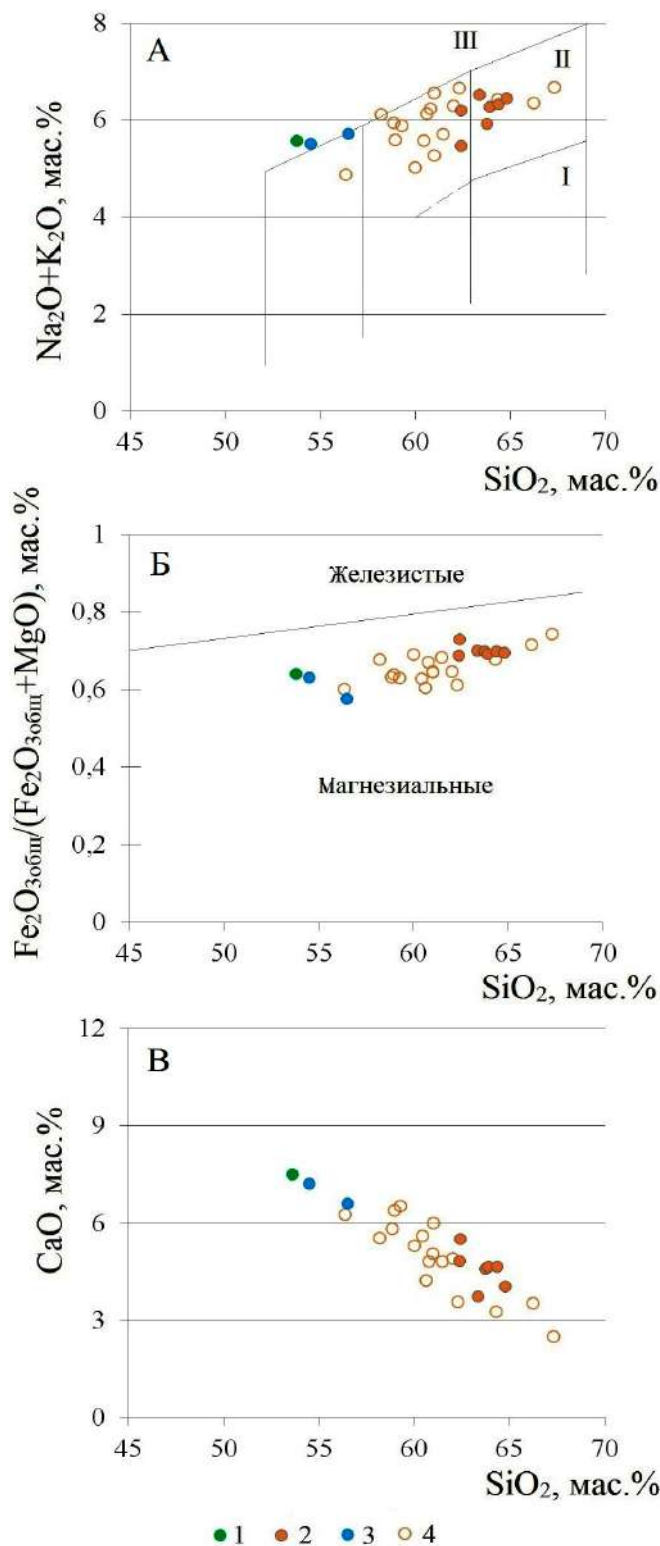 А
III
II
I
Na₂O+K₂O, мас.%
8
6
4
2
0
45 50 55 60 65 70
SiO₂, мас.%
Б
Железистые
Магнезиальные
Fe₂O₃общ/(Fe₂O₃общ+MgO), мас.%
1
0,8
0,6
0,4
0,2
0
45 50 55 60 65 70
SiO₂, мас.%
В
CaO, мас.%
12
9
6
3
0
45 50 55 60 65 70
SiO₂, мас.%
1 2 3 4